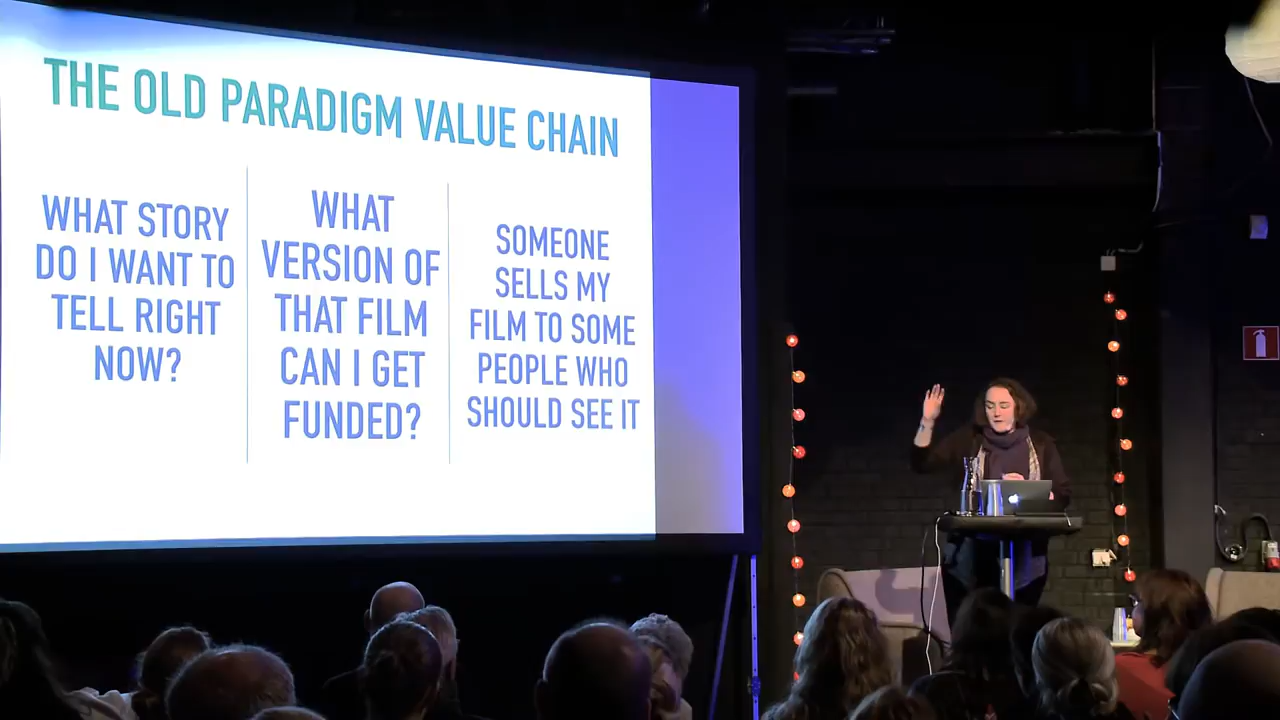 THE OLD PARADIGM VALUE CHAIN
WHAT STORY
DO I WANT TO
TELL RIGHT
NOW?
WHAT
VERSION OF
THAT FILM
CAN I GET
FUNDED?
SOMEONE
SELLS MY
FILM TO SOME
PEOPLE WHO
SHOULD SEE IT